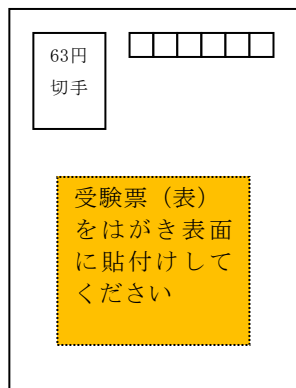 63円
切手
受験票（表）
をはがき表面
に貼付けして
ください